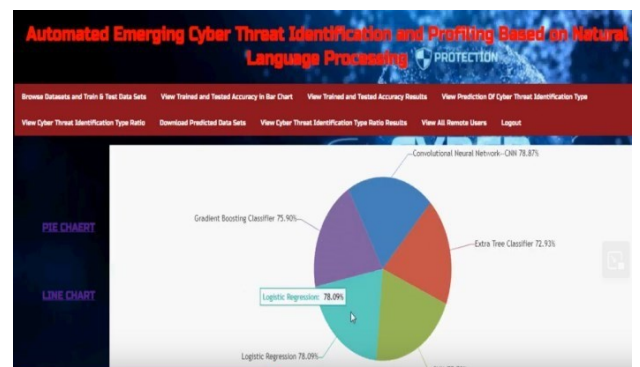 Automated Emerging Cyber Threat Identification and Profiling Based on Natural
Language Processing PROTECTION
Browse Datasets and Train & Test Data Sets View Trained and Tested Accuracy in Bar Chart View Trained and Tested Accuracy Results View Prediction Of Cyber Threat Identification Type
View Cyber Threat Identification Type Ratio Download Predicted Data Sets View Cyber Threat Identification Type Ratio Results View All Remote Users Logout
Convolutional Neural Network--CNN 78.87%
Gradient Boosting Classifier 75.90%
PIE CHAERT
Extra Tree Classifier 72.93%
LINE CHART
Logistic Regression: 78.09%
Logistic Regression 78.09%